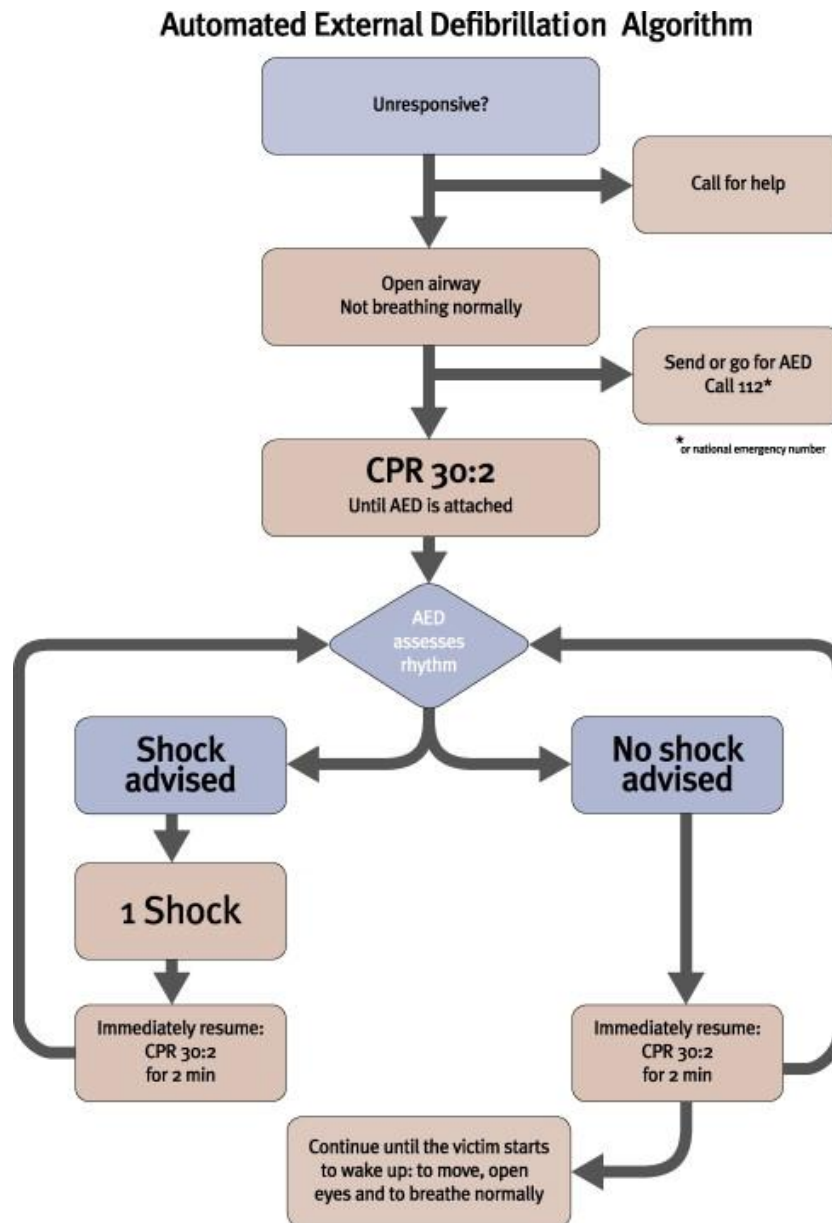 Automated External Defibrillation Algorithm
Unresponsive?
Call for help
Open airway
Not breathing normally
Send or go for AED
Call 112*
*or national emergency number
CPR 30:2
Until AED is attached
AED
assesses
rhythm
Shock
advised
No shock
advised
1 Shock
Immediately resume:
CPR 30:2
for 2 min
Immediately resume:
CPR 30:2
for 2 min
Continue until the victim starts
to wake up: to move, open
eyes and to breathe normally